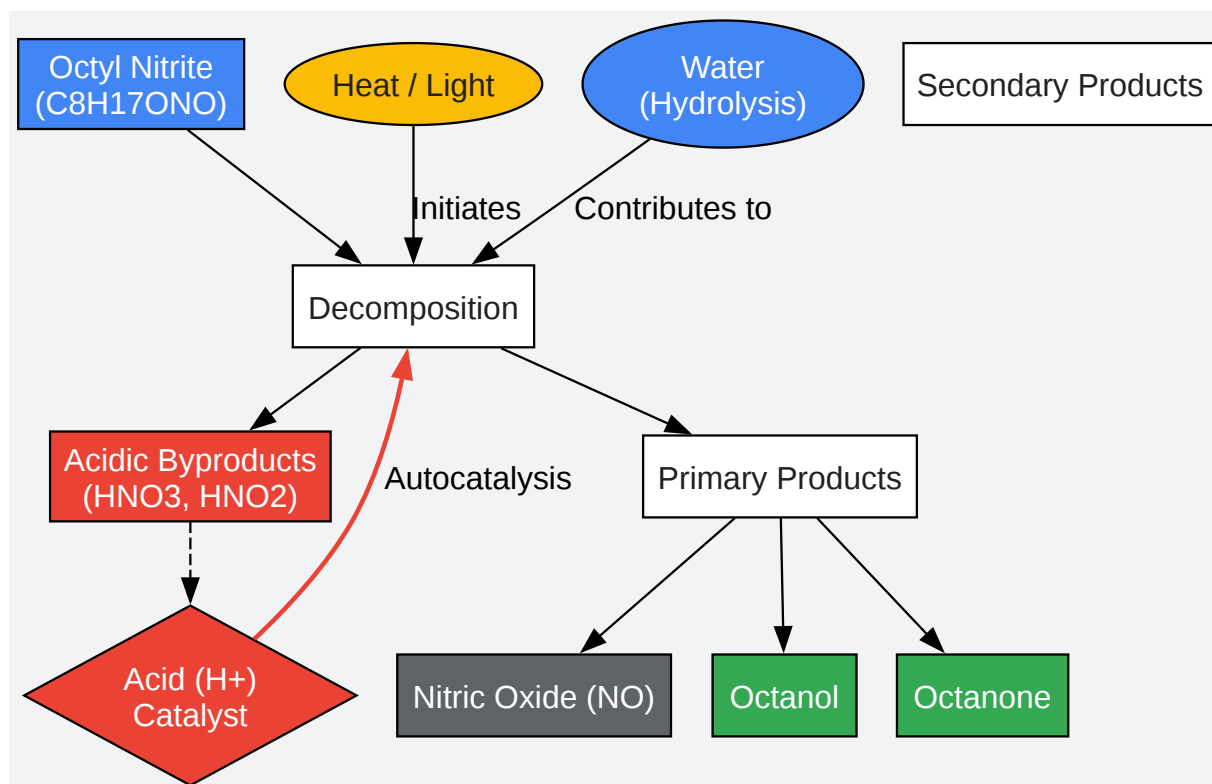 Octyl Nitrite
(C8H17ONO)
Heat / Light
Water
(Hydrolysis)
Secondary Products
Initiates
Contributes to
Decomposition
Acidic Byproducts
(HNO3, HNO2)
Autocatalysis
Primary Products
Acid (H+)
Catalyst
Nitric Oxide (NO)
Octanol
Octanone